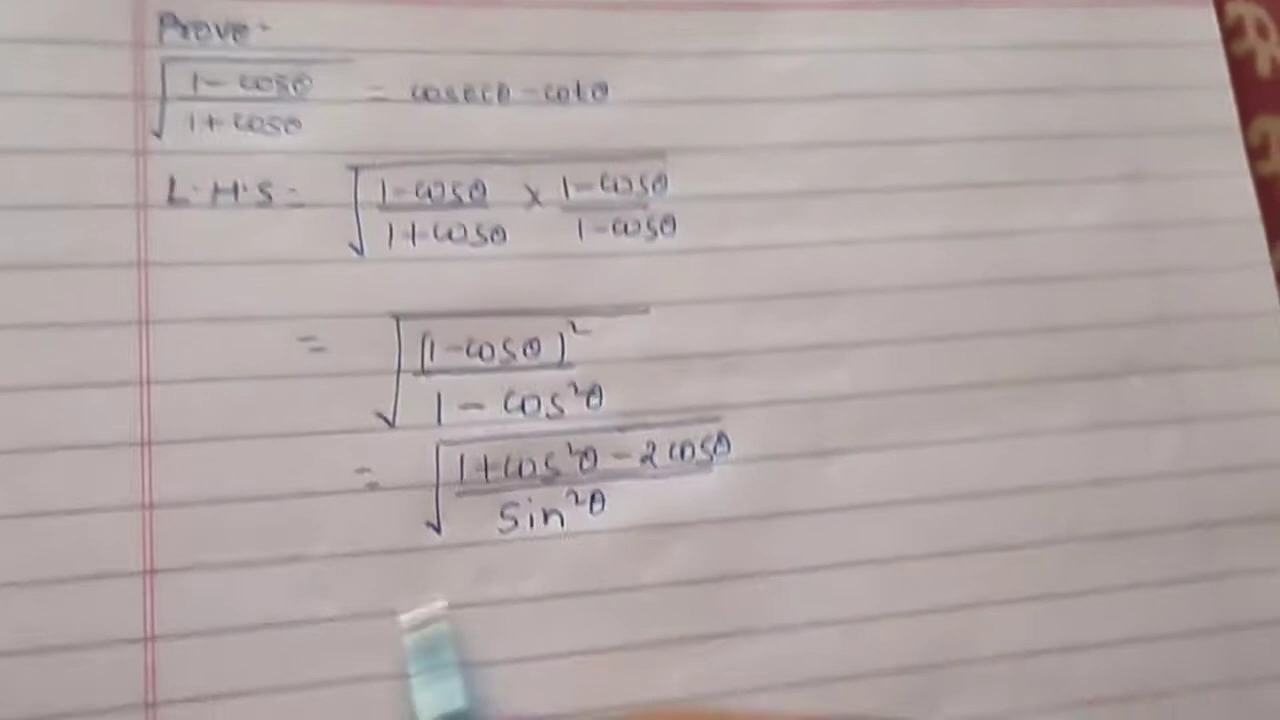 Prove -
√(1 - cosθ / 1 + cosθ) = cosecθ - cotθ
L.H.S = √(1 - cosθ / 1 + cosθ × 1 - cosθ / 1 - cosθ)
= √((1 - cosθ)² / 1 - cos²θ)
= √(1 + cos²θ - 2cosθ / sin²θ)